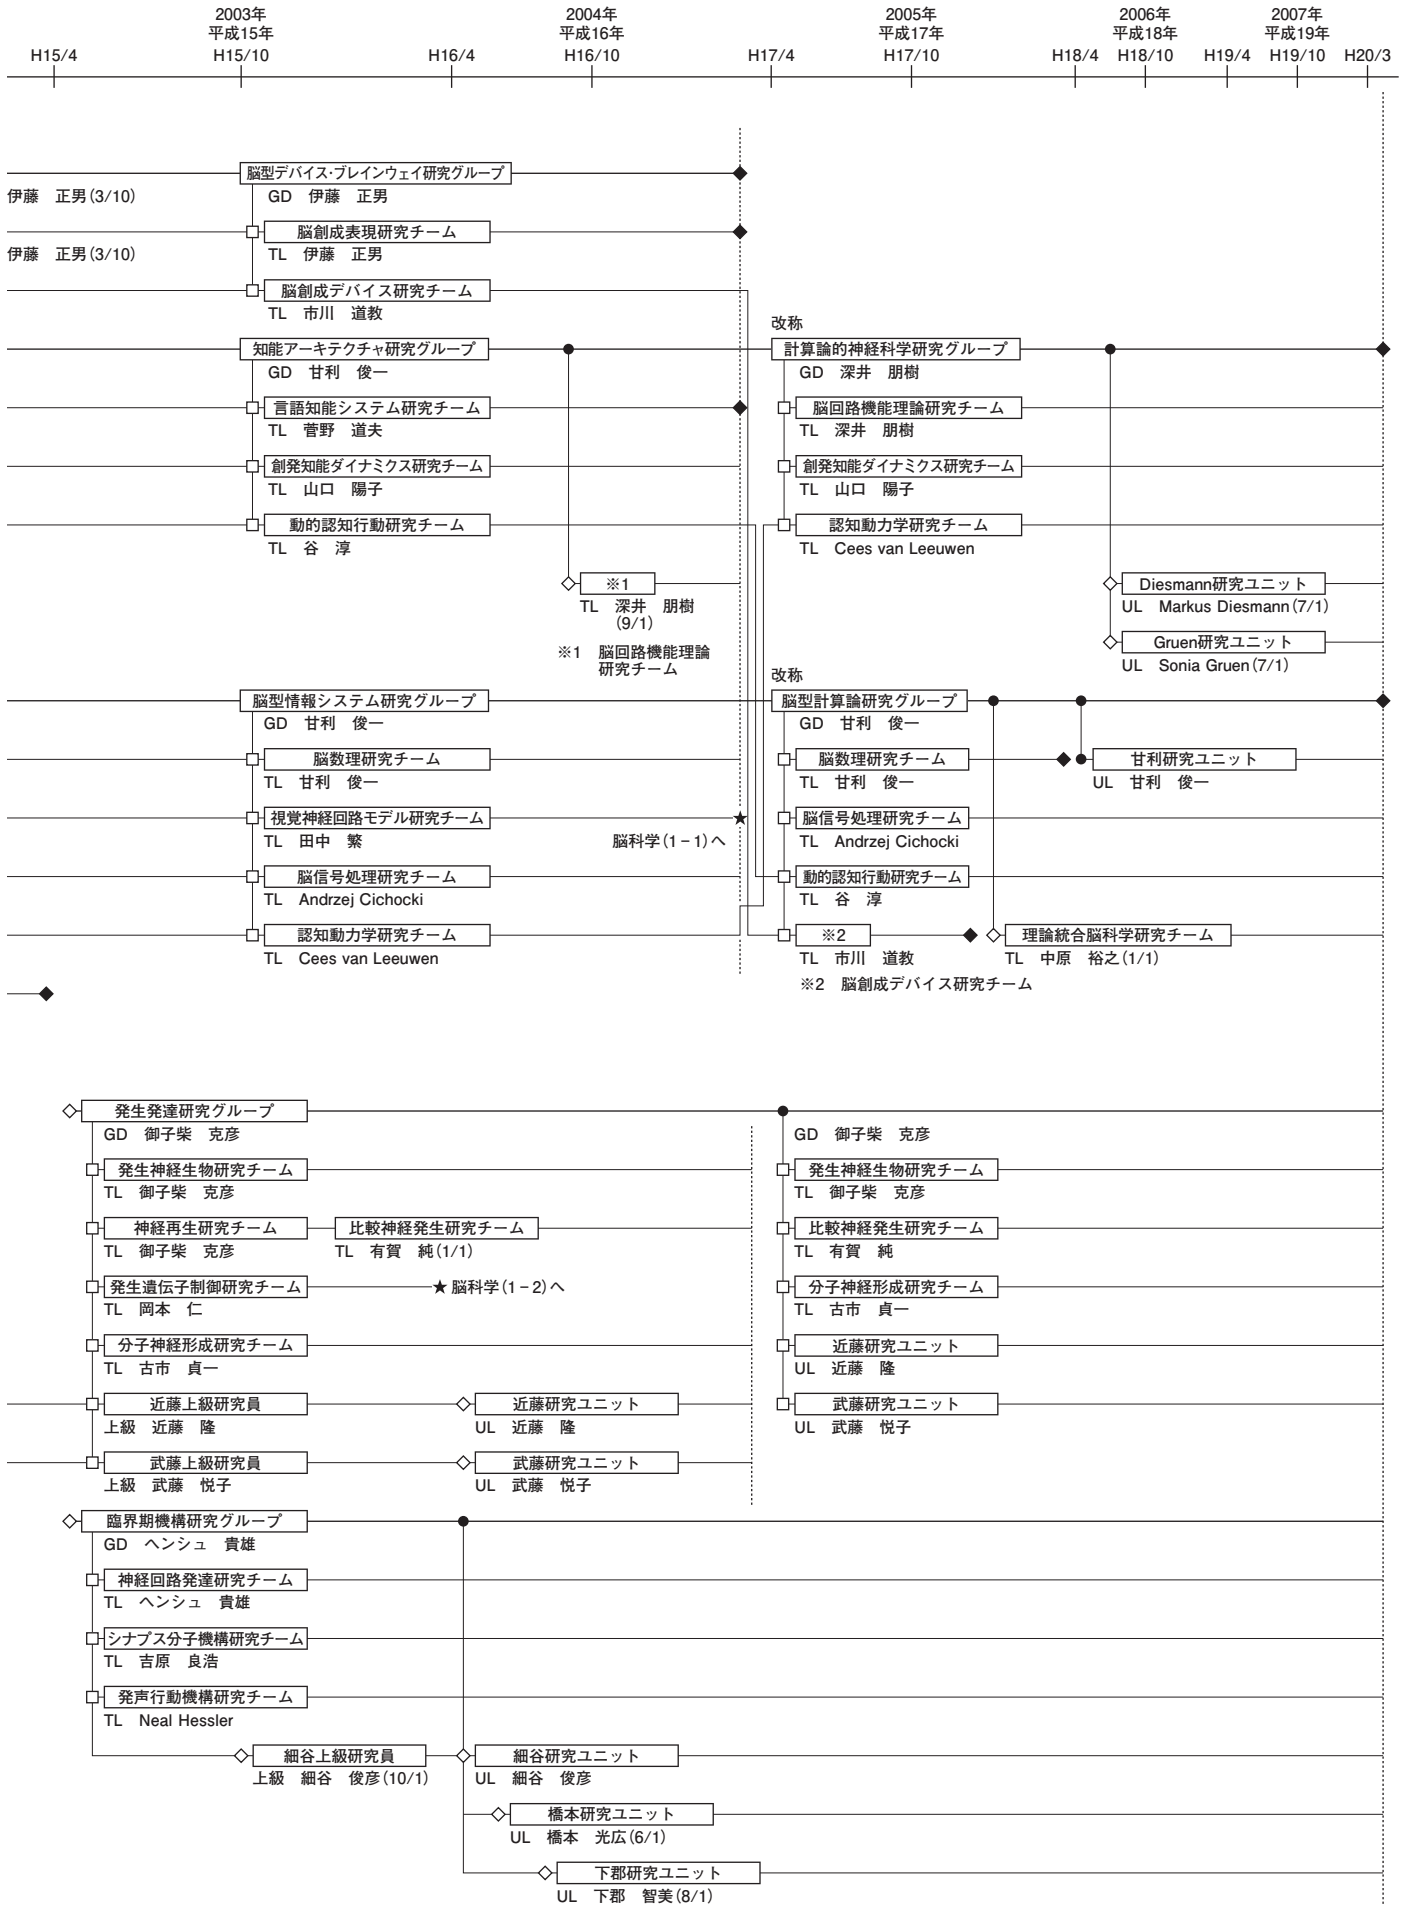 2003年 2004年 2005年 2006年 2007年
平成15年 平成16年 平成17年 平成18年 平成19年
H15/4 H15/10 H16/4 H16/10 H17/4 H17/10 H18/4 H18/10 H19/4 H19/10 H20/3
脳型デバイス・ブレインウェイ研究グループ
伊藤 正男(3/10) GD 伊藤 正男
脳創成表現研究チーム
伊藤 正男(3/10) TL 伊藤 正男
脳創成デバイス研究チーム
TL 市川 道教
改称
知能アーキテクチャ研究グループ 計算論的神経科学研究グループ
GD 甘利 俊一 GD 深井 朋樹
言語知能システム研究チーム 脳回路機能理論研究チーム
TL 菅野 道夫 TL 深井 朋樹
創発知能ダイナミクス研究チーム 創発知能ダイナミクス研究チーム
TL 山口 陽子 TL 山口 陽子
動的認知行動研究チーム 認知動力学研究チーム
TL 谷 淳 TL Cees van Leeuwen
※1 Diesmann研究ユニット
TL 深井 朋樹 UL Markus Diesmann(7/1)
(9/1)
Gruen研究ユニット
※1 脳回路機能理論
研究チーム
UL Sonia Gruen(7/1)
改称
脳型情報システム研究グループ 脳型計算論研究グループ
GD 甘利 俊一 GD 甘利 俊一
脳数理研究チーム 脳数理研究チーム 甘利研究ユニット
TL 甘利 俊一 TL 甘利 俊一 UL 甘利 俊一
視覚神経回路モデル研究チーム ★ 脳信号処理研究チーム
TL 田中 繁 脳科学(1−1)へ TL Andrzej Cichocki
脳信号処理研究チーム 動的認知行動研究チーム
TL Andrzej Cichocki TL 谷 淳
認知動力学研究チーム ※2 理論統合脳科学研究チーム
TL Cees van Leeuwen TL 市川 道教 TL 中原 裕之(1/1)
※2 脳創成デバイス研究チーム
発生発達研究グループ
GD 御子柴 克彦 GD 御子柴 克彦
発生神経生物研究チーム 発生神経生物研究チーム
TL 御子柴 克彦 TL 御子柴 克彦
神経再生研究チーム 比較神経発生研究チーム 比較神経発生研究チーム
TL 御子柴 克彦 TL 有賀 純(1/1) TL 有賀 純
発生遺伝子制御研究チーム ★ 脳科学(1−2)へ 分子神経形成研究チーム
TL 岡本 仁 TL 古市 貞一
分子神経形成研究チーム 近藤研究ユニット
TL 古市 貞一 UL 近藤 隆
近藤上級研究員 近藤研究ユニット 武藤研究ユニット
上級 近藤 隆 UL 近藤 隆 UL 武藤 悦子
武藤上級研究員 武藤研究ユニット
上級 武藤 悦子 UL 武藤 悦子
臨界期機構研究グループ
GD ヘンシュ 貴雄
神経回路発達研究チーム
TL ヘンシュ 貴雄
シナプス分子機構研究チーム
TL 吉原 良浩
発声行動機構研究チーム
TL Neal Hessler
細谷上級研究員 細谷研究ユニット
上級 細谷 俊彦(10/1) UL 細谷 俊彦
橋本研究ユニット
UL 橋本 光広(6/1)
下郡研究ユニット
UL 下郡 智美(8/1)